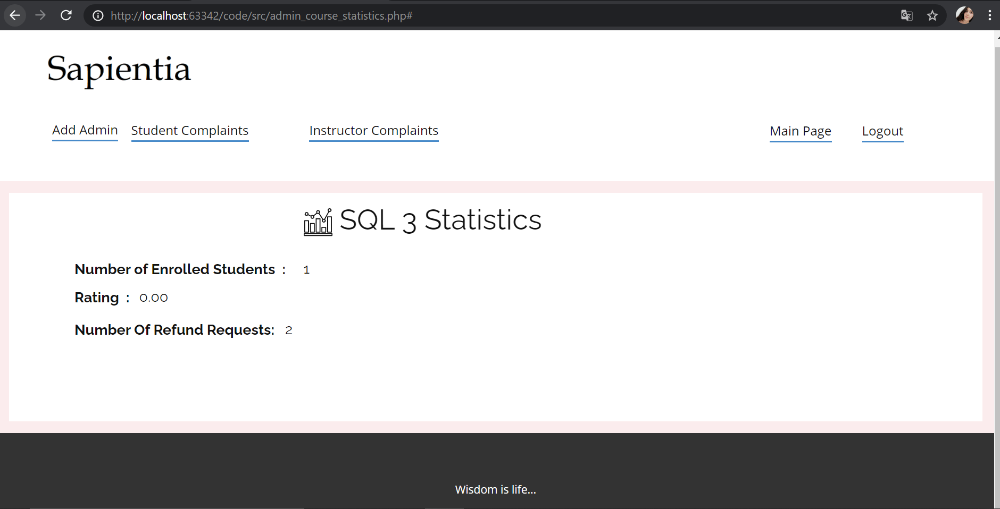 http://localhost:63342/code/src/admin_course_statistics.php#
Sapientia
Add Admin Student Complaints Instructor Complaints Main Page Logout
SQL 3 Statistics
Number of Enrolled Students : 1
Rating : 0.00
Number Of Refund Requests: 2
Wisdom is life...